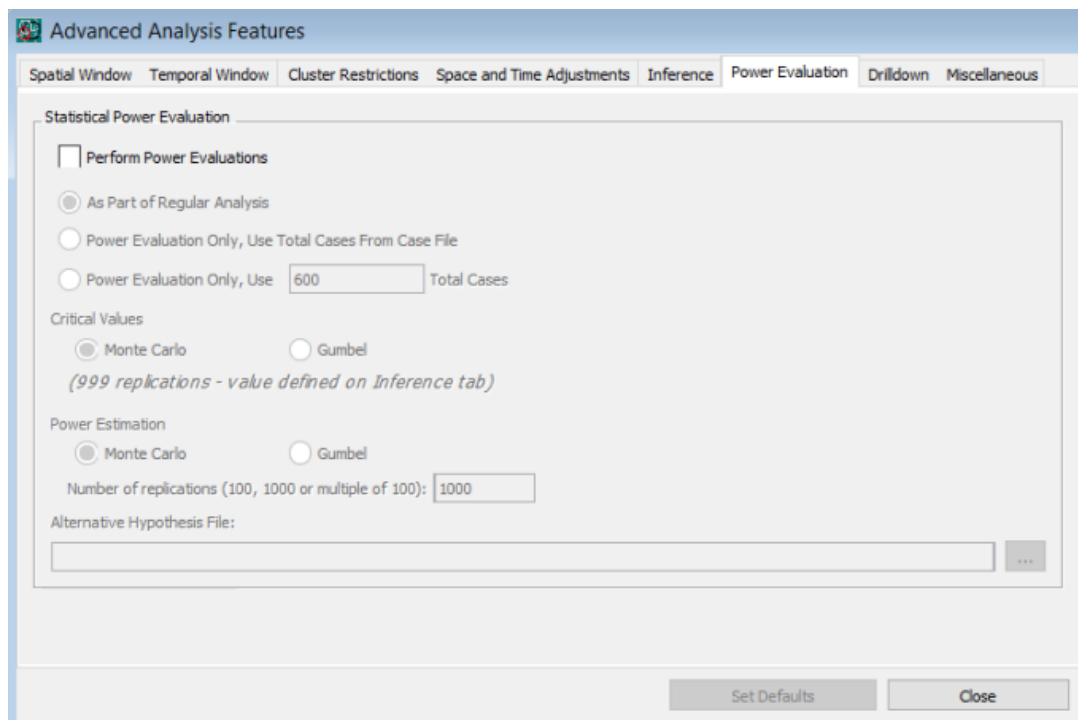 Advanced Analysis Features
Spatial Window Temporal Window Cluster Restrictions Space and Time Adjustments Inference Power Evaluation Drilldown Miscellaneous
Statistical Power Evaluation
Perform Power Evaluations
As Part of Regular Analysis
Power Evaluation Only, Use Total Cases From Case File
Power Evaluation Only, Use 600 Total Cases
Critical Values
Monte Carlo Gumbel
(999 replications - value defined on Inference tab)
Power Estimation
Monte Carlo Gumbel
Number of replications (100, 1000 or multiple of 100): 1000
Alternative Hypothesis File:
...
Set Defaults Close